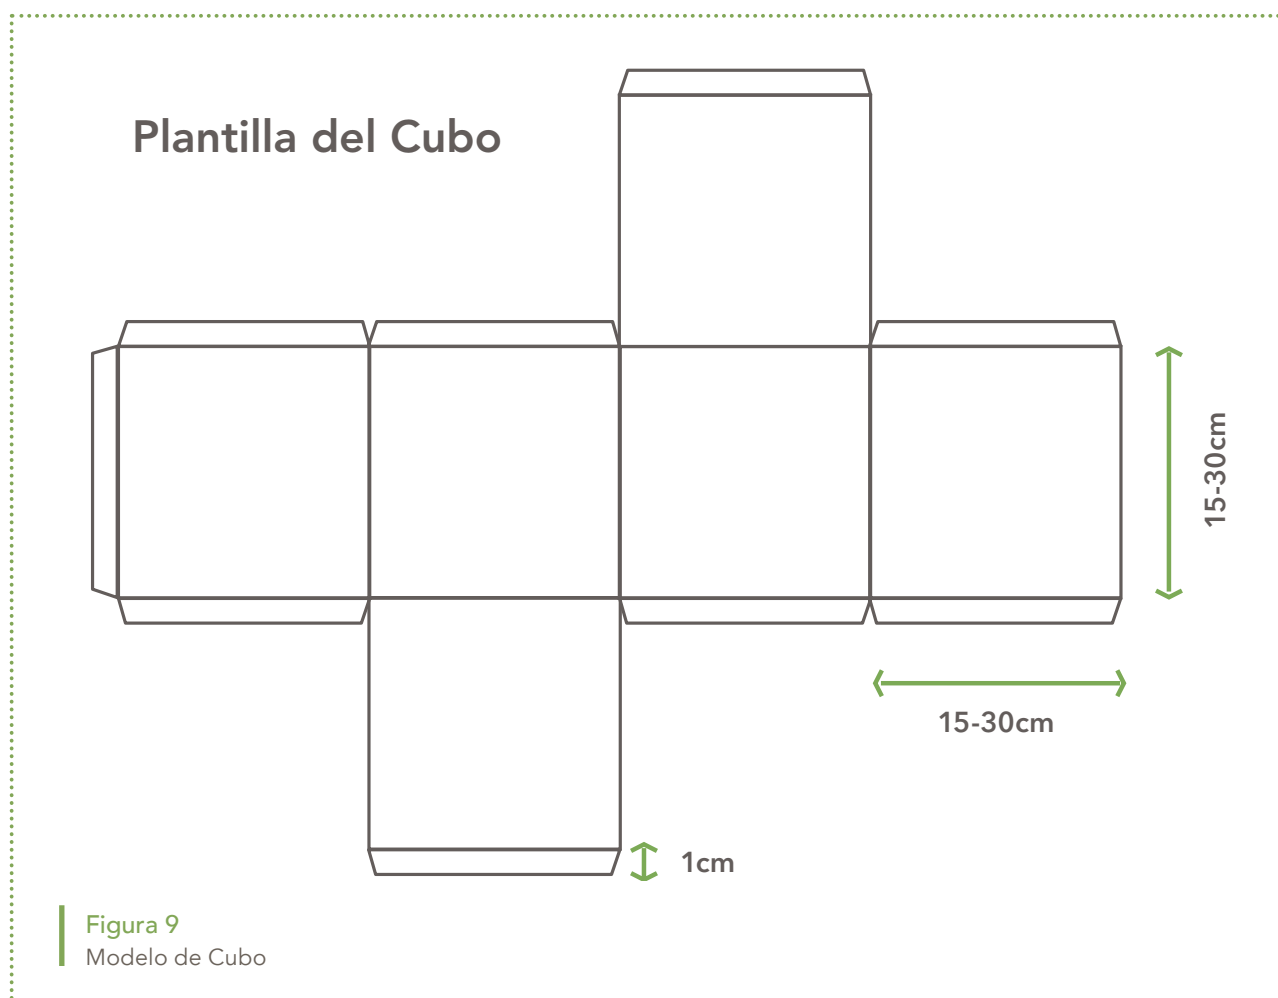 Plantilla del Cubo
15-30cm
15-30cm
1cm
Figura 9
Modelo de Cubo